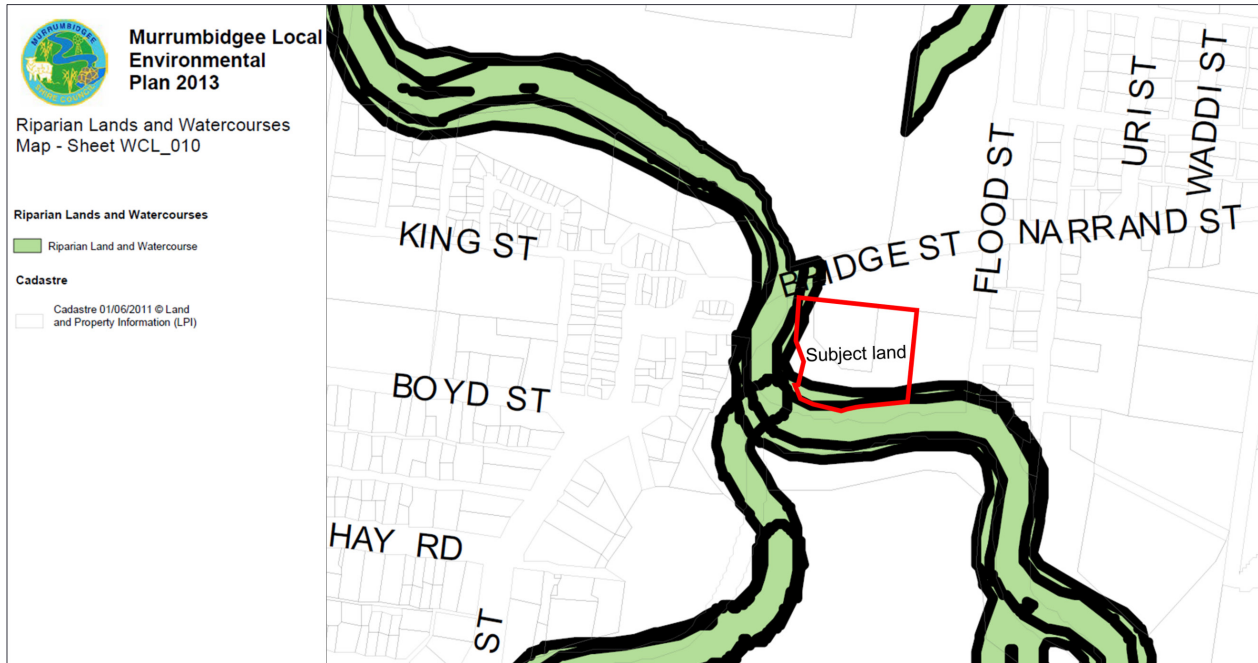 MURRUMBIDGEE
SHIRE COUNCIL
Murrumbidgee Local
Environmental
Plan 2013
Riparian Lands and Watercourses
Map - Sheet WCL_010
Riparian Lands and Watercourses
Riparian Land and Watercourse
Cadastre
Cadastre 01/06/2011 © Land
and Property Information (LPI)
URI ST
WADDI ST
FLOOD ST
NARRAND ST
KING ST
BRIDGE ST
Subject land
BOYD ST
HAY RD
ST